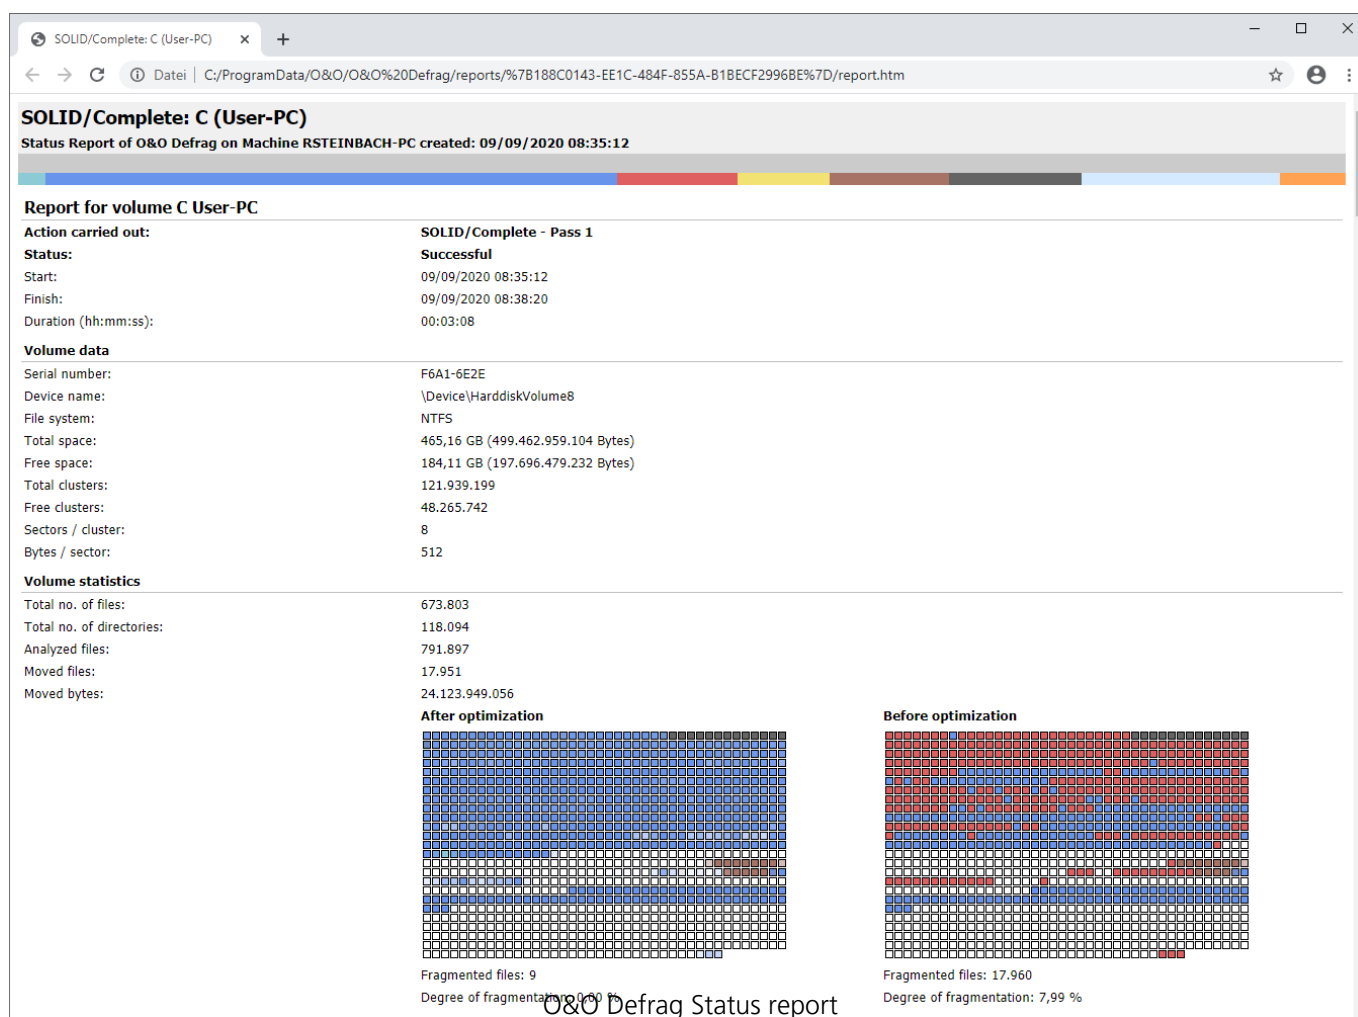 SOLID/Complete: C (User-PC)
Datei | C:/ProgramData/O&O/O&O%20Defrag/reports/%7B188C0143-EE1C-484F-855A-B1BECF2996BE%7D/report.htm
SOLID/Complete: C (User-PC)
Status Report of O&O Defrag on Machine RSTEINBACH-PC created: 09/09/2020 08:35:12
Report for volume C User-PC
Action carried out: SOLID/Complete - Pass 1
Status: Successful
Start: 09/09/2020 08:35:12
Finish: 09/09/2020 08:38:20
Duration (hh:mm:ss): 00:03:08
Volume data
Serial number: F6A1-6E2E
Device name: \Device\HarddiskVolume8
File system: NTFS
Total space: 465,16 GB (499.462.959.104 Bytes)
Free space: 184,11 GB (197.696.479.232 Bytes)
Total clusters: 121.939.199
Free clusters: 48.265.742
Sectors / cluster: 8
Bytes / sector: 512
Volume statistics
Total no. of files: 673.803
Total no. of directories: 118.094
Analyzed files: 791.897
Moved files: 17.951
Moved bytes: 24.123.949.056
After optimization Before optimization
Fragmented files: 9 Fragmented files: 17.960
Degree of fragmentation: 0,00 % Degree of fragmentation: 7,99 %
O&O Defrag Status report